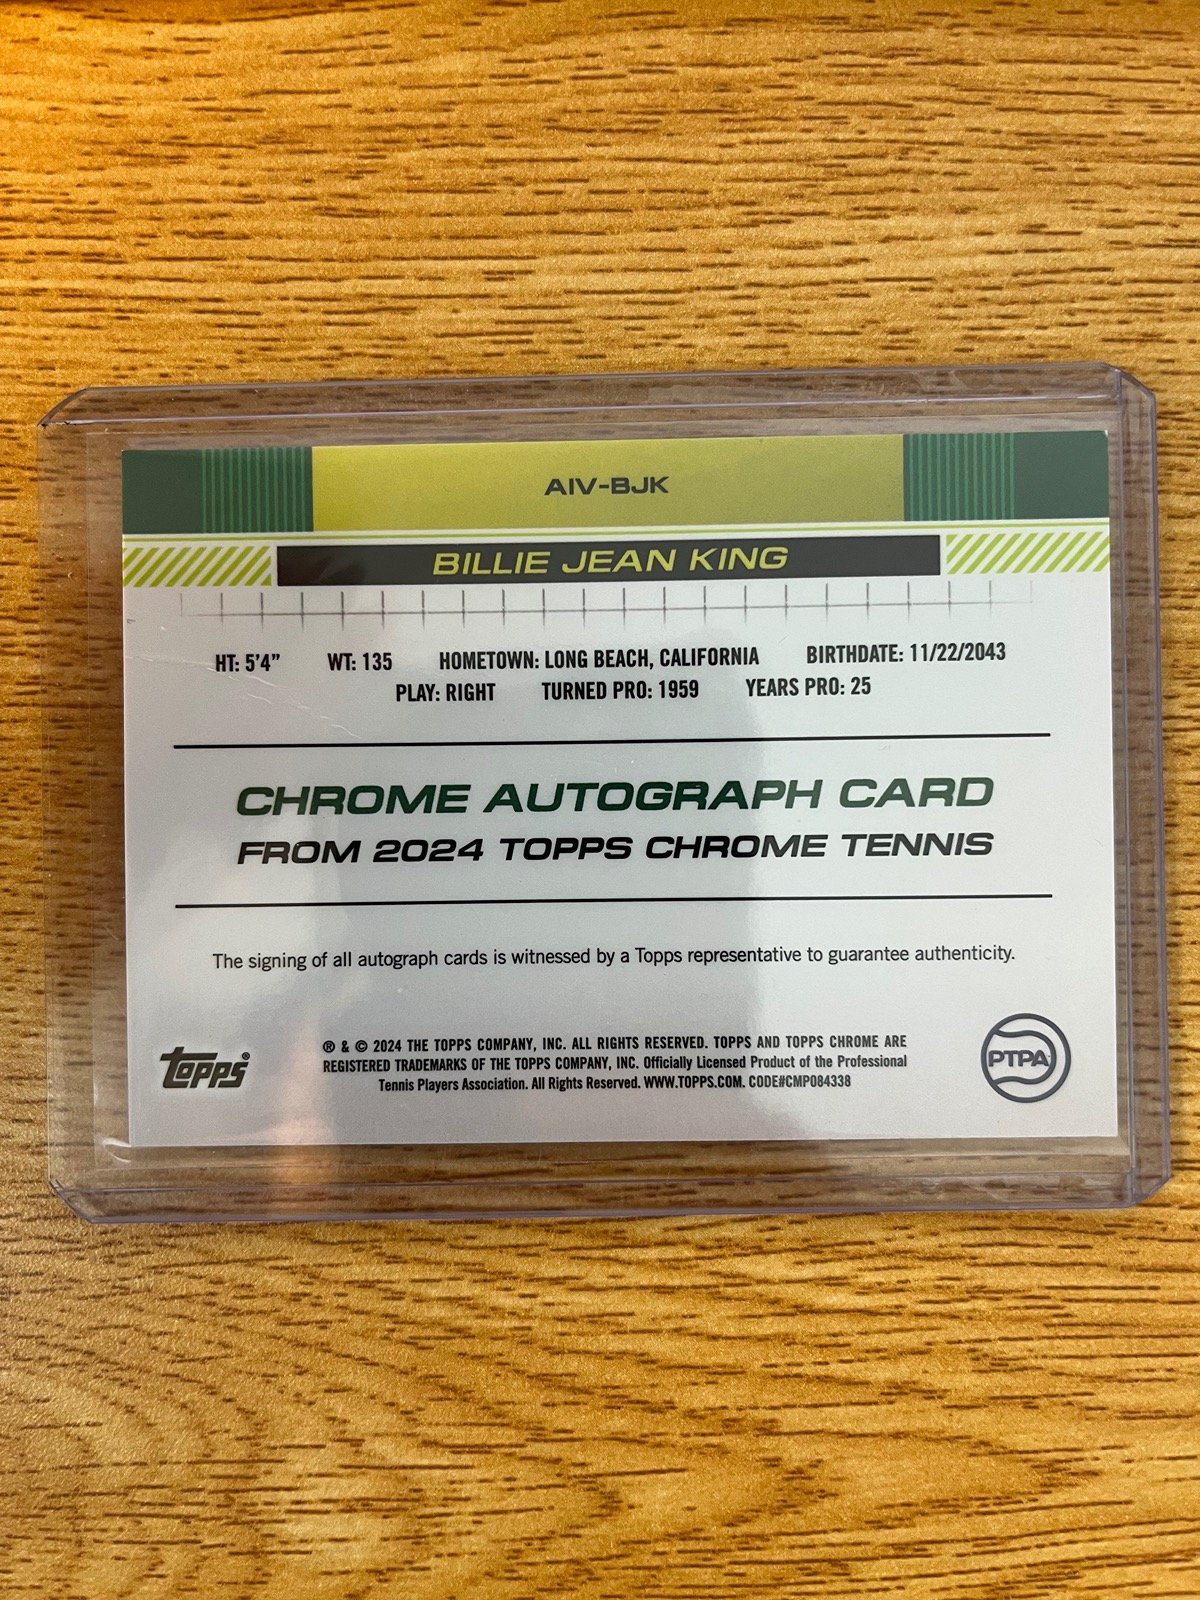 AIV-BJK
BILLIE JEAN KING
HT: 5'4" WT: 135 HOMETOWN: LONG BEACH, CALIFORNIA BIRTHDATE: 11/22/2043
PLAY: RIGHT TURNED PRO: 1959 YEARS PRO: 25
CHROME AUTOGRAPH CARD
FROM 2024 TOPPS CHROME TENNIS
The signing of all autograph cards is witnessed by a Topps representative to guarantee authenticity.
topps®
® & © 2024 THE TOPPS COMPANY, INC. ALL RIGHTS RESERVED. TOPPS AND TOPPS CHROME ARE
REGISTERED TRADEMARKS OF THE TOPPS COMPANY, INC. Officially Licensed Product of the Professional
Tennis Players Association. All Rights Reserved. WWW.TOPPS.COM. CODE#CMP084338
PTPA